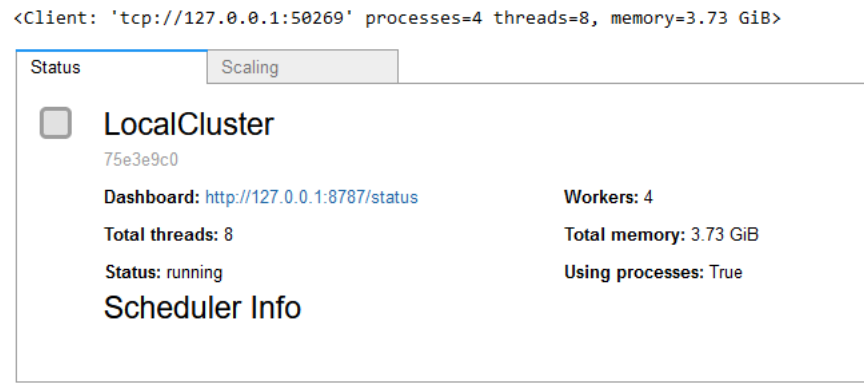 <Client: 'tcp://127.0.0.1:50269' processes=4 threads=8, memory=3.73 GiB>
Status Scaling
LocalCluster
75e3e9c0
Dashboard: http://127.0.0.1:8787/status Workers: 4
Total threads: 8 Total memory: 3.73 GiB
Status: running Using processes: True
Scheduler Info